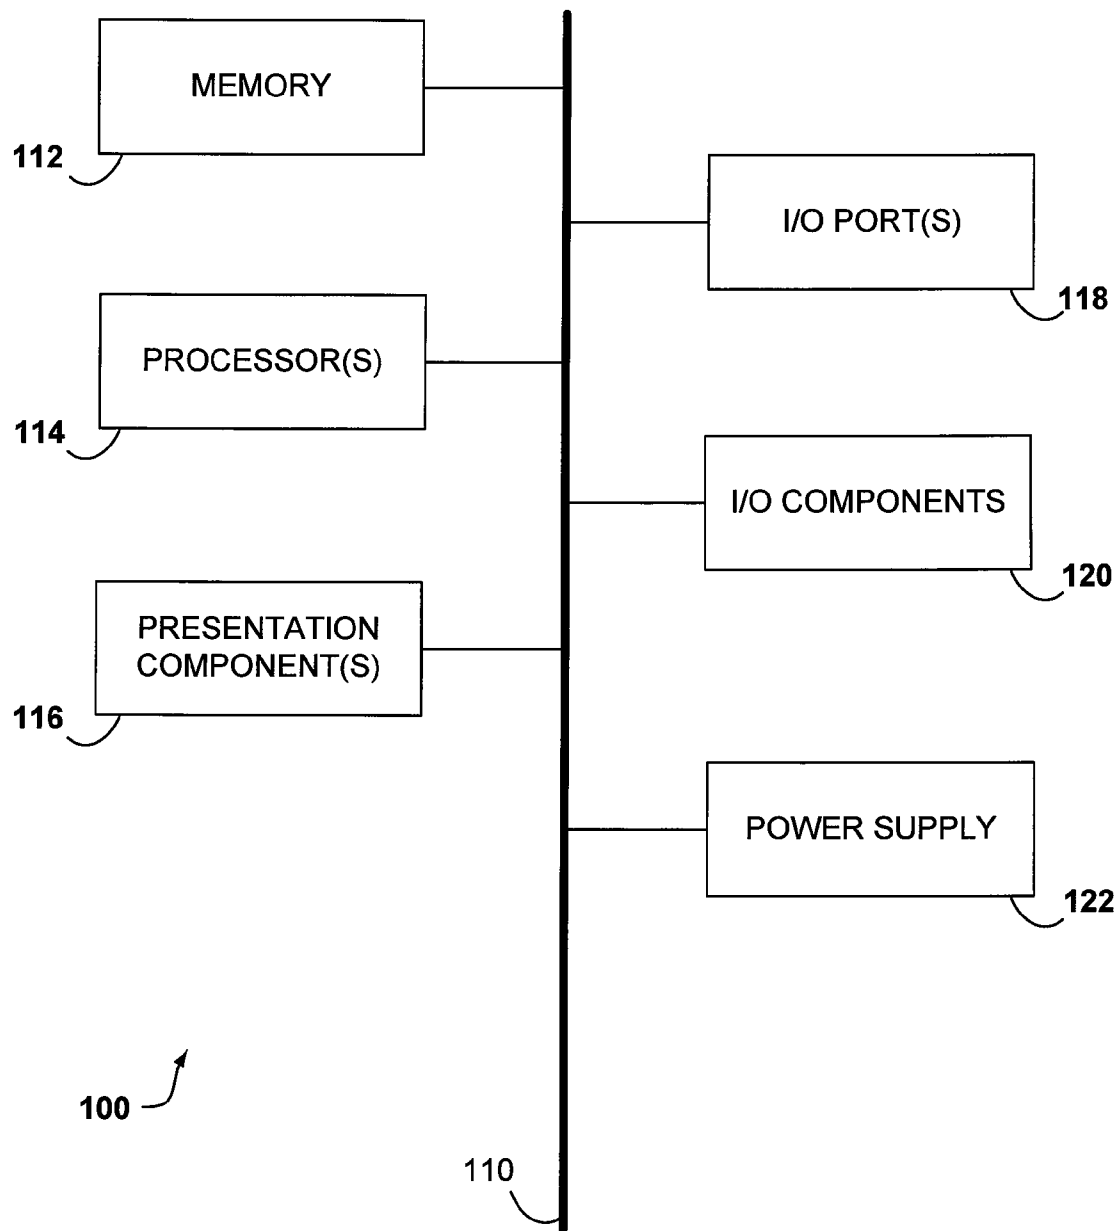 MEMORY
112
I/O PORT(S)
118
PROCESSOR(S)
114
I/O COMPONENTS
120
PRESENTATION
COMPONENT(S)
116
POWER SUPPLY
122
100
110